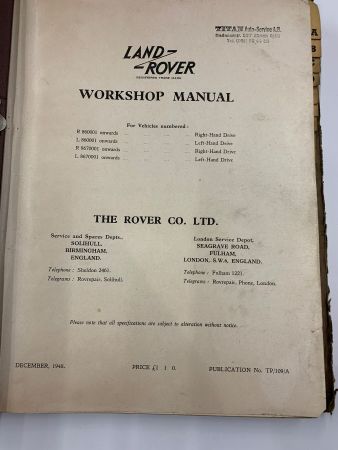 TITAN Auto-Service A.B.
LAND
ROVER
REGISTERED TRADE MARK
WORKSHOP MANUAL
For Vehicles numbered:
R 860001 onwards ... Right-Hand Drive
L 860001 onwards ... Left-Hand Drive
R 8670001 onwards ... Right-Hand Drive
L 8670001 onwards ... Left-Hand Drive
THE ROVER CO. LTD.
Service and Spares Depts.,
SOLIHULL,
BIRMINGHAM,
ENGLAND.
Telephone: Sheldon 2461.
Telegrams: Rovrepair, Solihull.
London Service Depot,
SEAGRAVE ROAD,
FULHAM,
LONDON, S.W.6, ENGLAND.
Telephone: Fulham 1221.
Telegrams: Rovrepair, Phone, London.
Please note that all specifications are subject to alteration without notice.
DECEMBER, 1948. PRICE £1 1 0. PUBLICATION No. TP/109/A
A
B